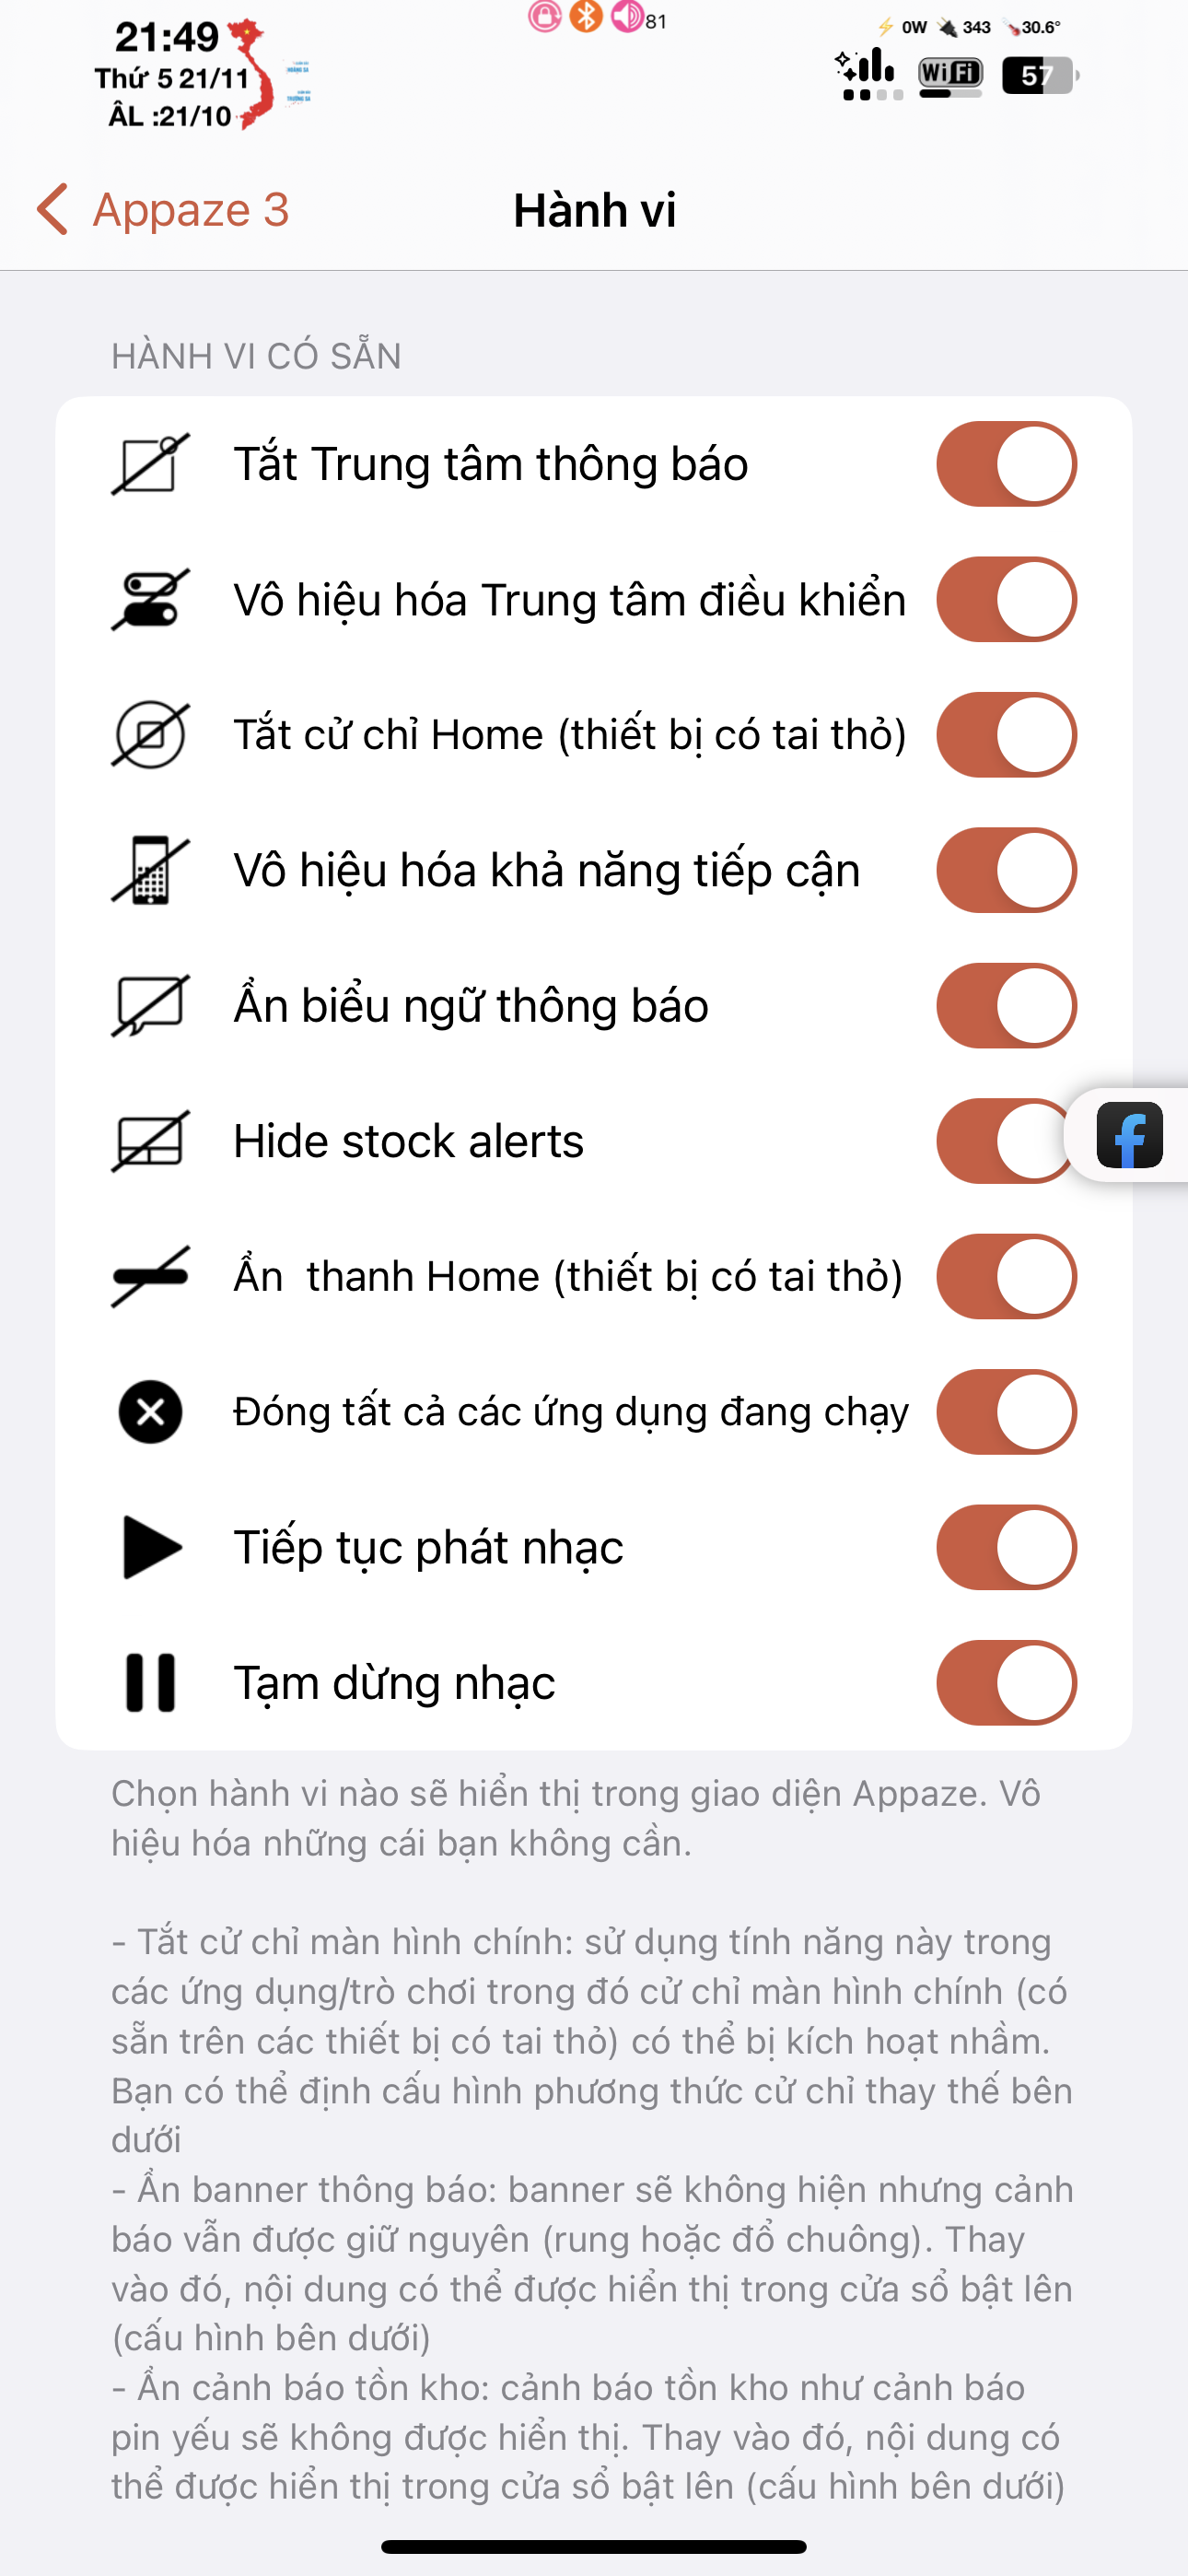 21:49
Thứ 5 21/11
ÂL :21/10
81
0W 343 30.6°
WiFi
57
Appaze 3
Hành vi
HÀNH VI CÓ SẴN
Tắt Trung tâm thông báo
Vô hiệu hóa Trung tâm điều khiển
Tắt cử chỉ Home (thiết bị có tai thỏ)
Vô hiệu hóa khả năng tiếp cận
Ẩn biểu ngữ thông báo
Hide stock alerts
Ẩn  thanh Home (thiết bị có tai thỏ)
Đóng tất cả các ứng dụng đang chạy
Tiếp tục phát nhạc
Tạm dừng nhạc
Chọn hành vi nào sẽ hiển thị trong giao diện Appaze. Vô
hiệu hóa những cái bạn không cần.
- Tắt cử chỉ màn hình chính: sử dụng tính năng này trong
các ứng dụng/trò chơi trong đó cử chỉ màn hình chính (có
sẵn trên các thiết bị có tai thỏ) có thể bị kích hoạt nhầm.
Bạn có thể định cấu hình phương thức cử chỉ thay thế bên
dưới
- Ẩn banner thông báo: banner sẽ không hiện nhưng cảnh
báo vẫn được giữ nguyên (rung hoặc đổ chuông). Thay
vào đó, nội dung có thể được hiển thị trong cửa sổ bật lên
(cấu hình bên dưới)
- Ẩn cảnh báo tồn kho: cảnh báo tồn kho như cảnh báo
pin yếu sẽ không được hiển thị. Thay vào đó, nội dung có
thể được hiển thị trong cửa sổ bật lên (cấu hình bên dưới)